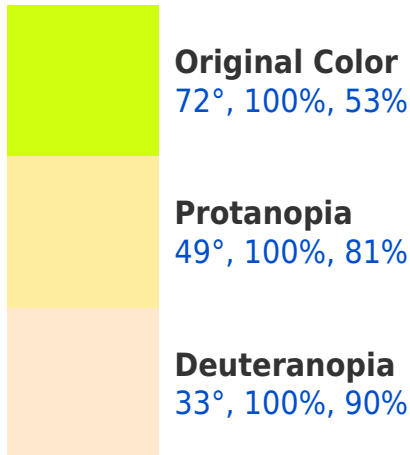 Original Color
72°, 100%, 53%
Protanopia
49°, 100%, 81%
Deuteranopia
33°, 100%, 90%